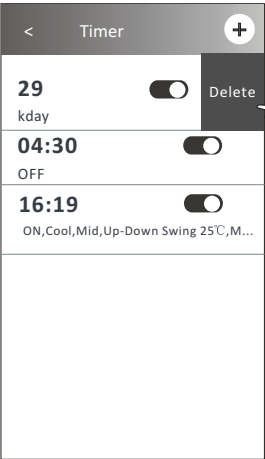 < Timer +
29 Delete
kday
04:30
OFF
16:19
ON,Cool,Mid,Up-Down Swing 25℃,M...